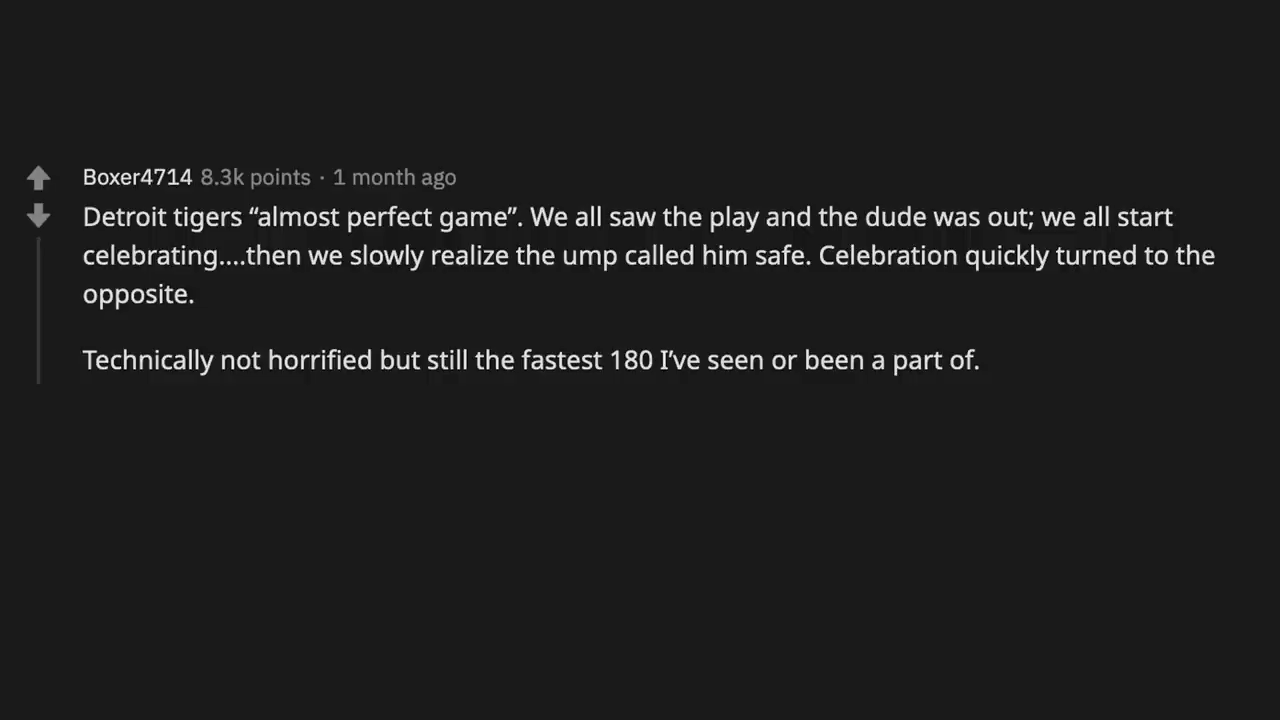 Boxer4714 8.3k points · 1 month ago
Detroit tigers “almost perfect game”. We all saw the play and the dude was out; we all start
celebrating....then we slowly realize the ump called him safe. Celebration quickly turned to the
opposite.
Technically not horrified but still the fastest 180 I’ve seen or been a part of.